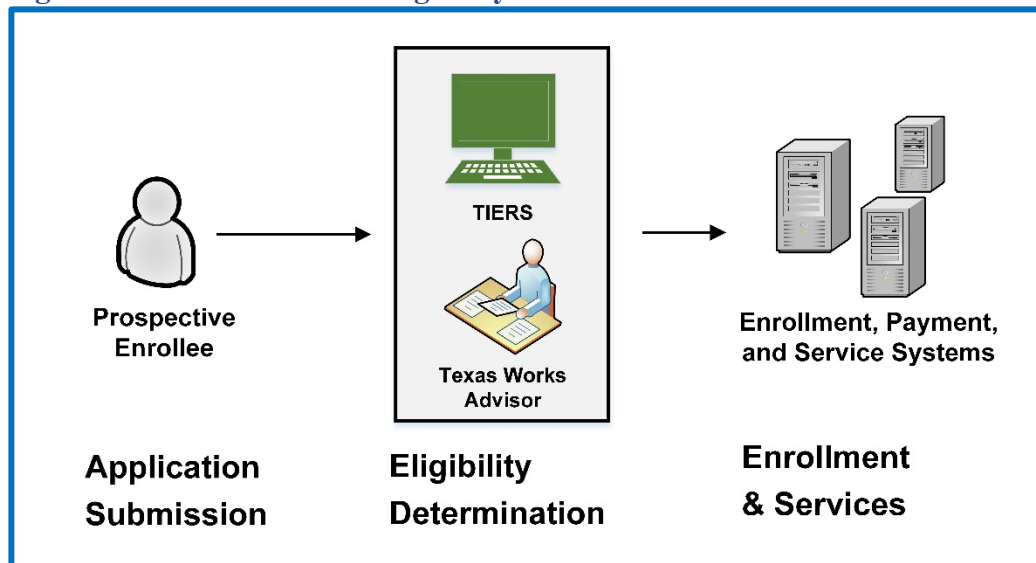 TIERS
Prospective
Enrollee
Texas Works
Advisor
Enrollment, Payment,
and Service Systems
Application
Submission
Eligibility
Determination
Enrollment
& Services